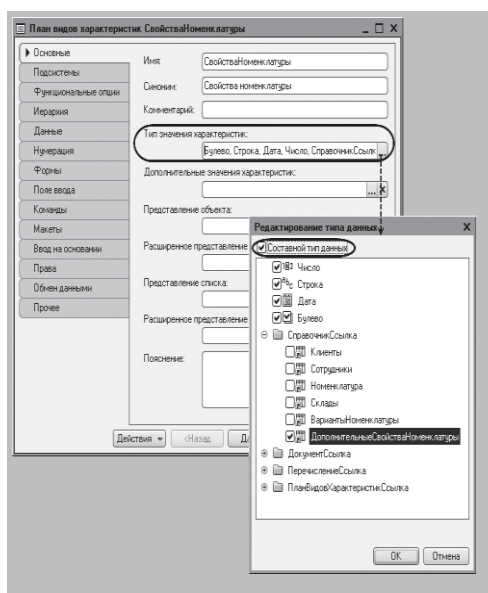 План видов характеристик СвойстваНоменклатуры
Основные
Подсистемы
Функциональные опции
Иерархия
Данные
Нумерация
Формы
Поле ввода
Команды
Макеты
Ввод на основании
Права
Обмен данными
Прочее
Имя: СвойстваНоменклатуры
Синоним: Свойства номенклатуры
Комментарий:
Тип значения характеристик:
Булево, Строка, Дата, Число, СправочникСсылк ...
Дополнительные значения характеристик:
... x
Представление объекта:
Расширенное представление
Представление списка:
Расширенное представление
Пояснение:
Действия
<Назад
Редактирование типа данных
X
Составной тип данных
Число
Строка
Дата
Булево
СправочникСсылка
Клиенты
Сотрудники
Номенклатура
Склады
ВариантыНоменклатуры
ДополнительныеСвойстваНоменклатуры
ДокументСсылка
ПеречислениеСсылка
ПланВидовХарактеристикСсылка
OK
Отмена